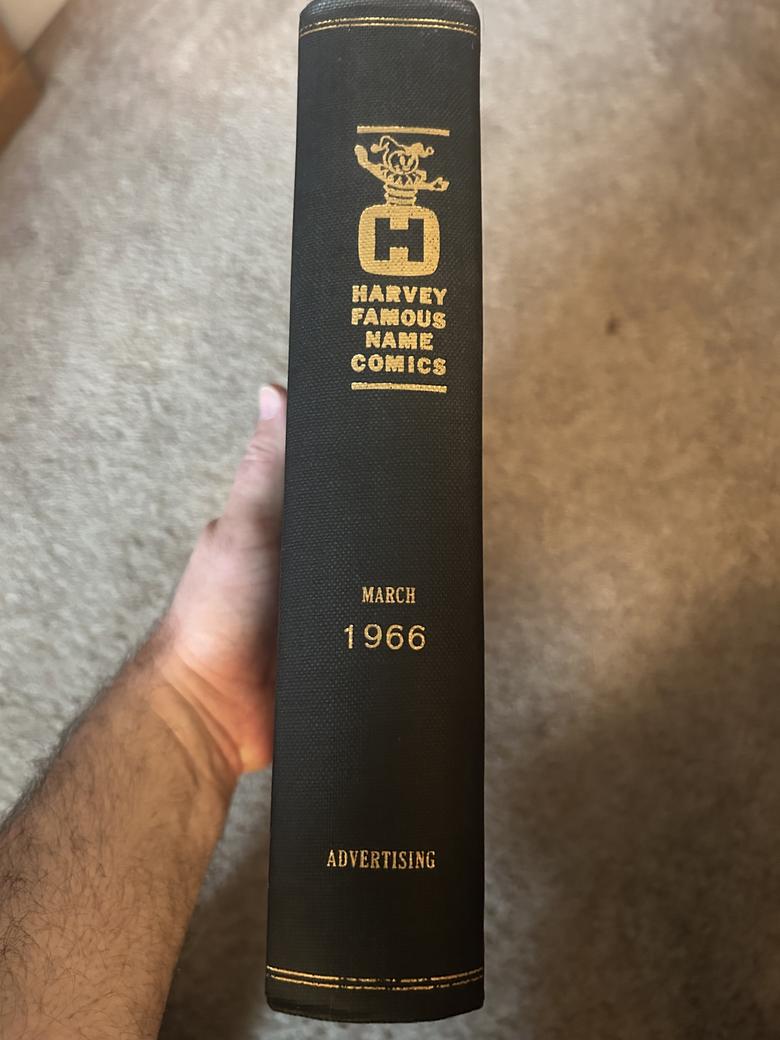 H
HARVEY
FAMOUS
NAME
COMICS
MARCH
1966
ADVERTISING